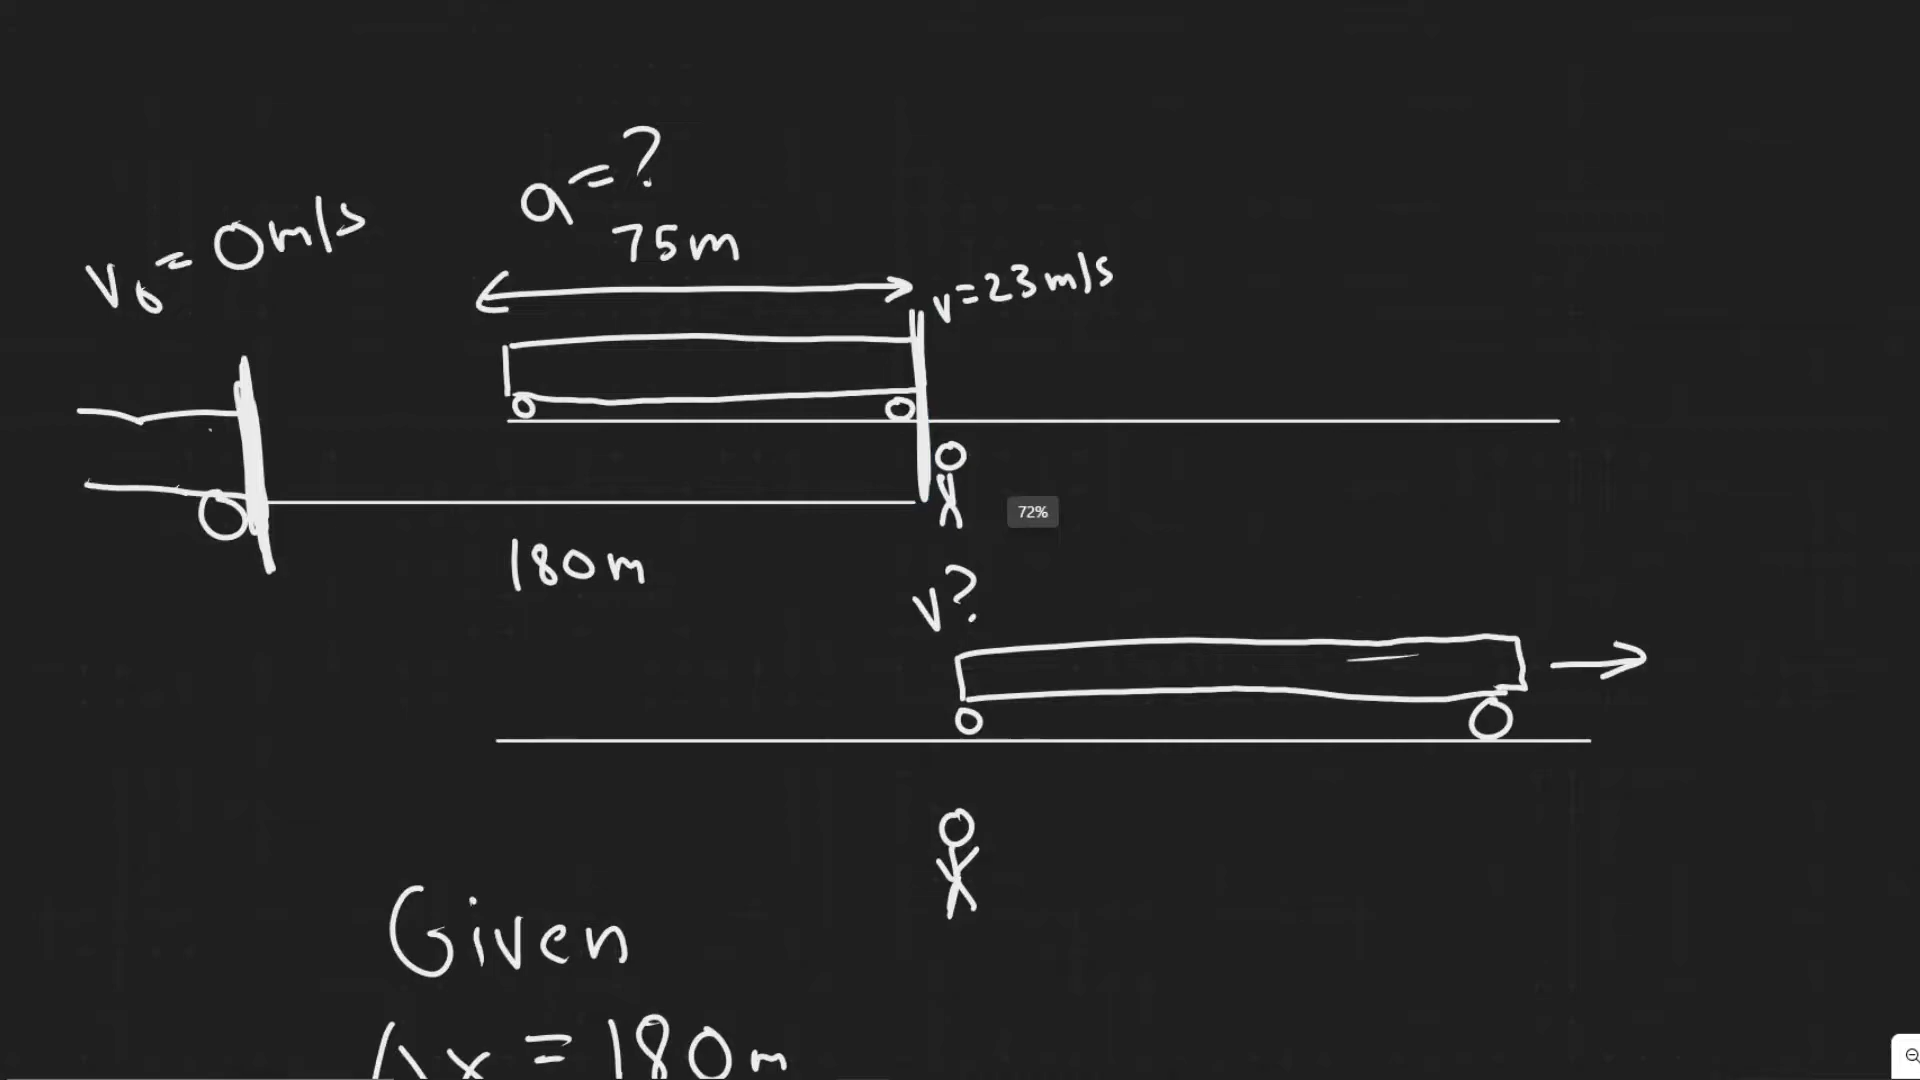 a=?
v₀ = 0m/s
75m
v=23m/s
72%
180m
v?
Given
Δx = 180m